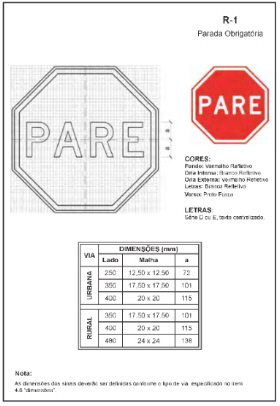 R-1
Parada Obrigatória
PARE
PARE
CORES:
Fundo: Vermelho Refletivo
Orla Interna: Branco Refletivo
Orla Externa: Vermelho Refletivo
Letras: Branco Refletivo
Verso: Preto Fosco
LETRAS:
Série D ou E, texto centralizado.
VIA DIMENSÕES (mm)
Lado Malha a
URBANA
250 12,50 x 12,50 72
350 17,50 x 17,50 101
400 20 x 20 115
RURAL
350 17,50 x 17,50 101
400 20 x 20 115
480 24 x 24 138
Nota:
As dimensões dos sinais deverão ser definidas conforme o tipo de via, especificado no item
4.6 "dimensões".